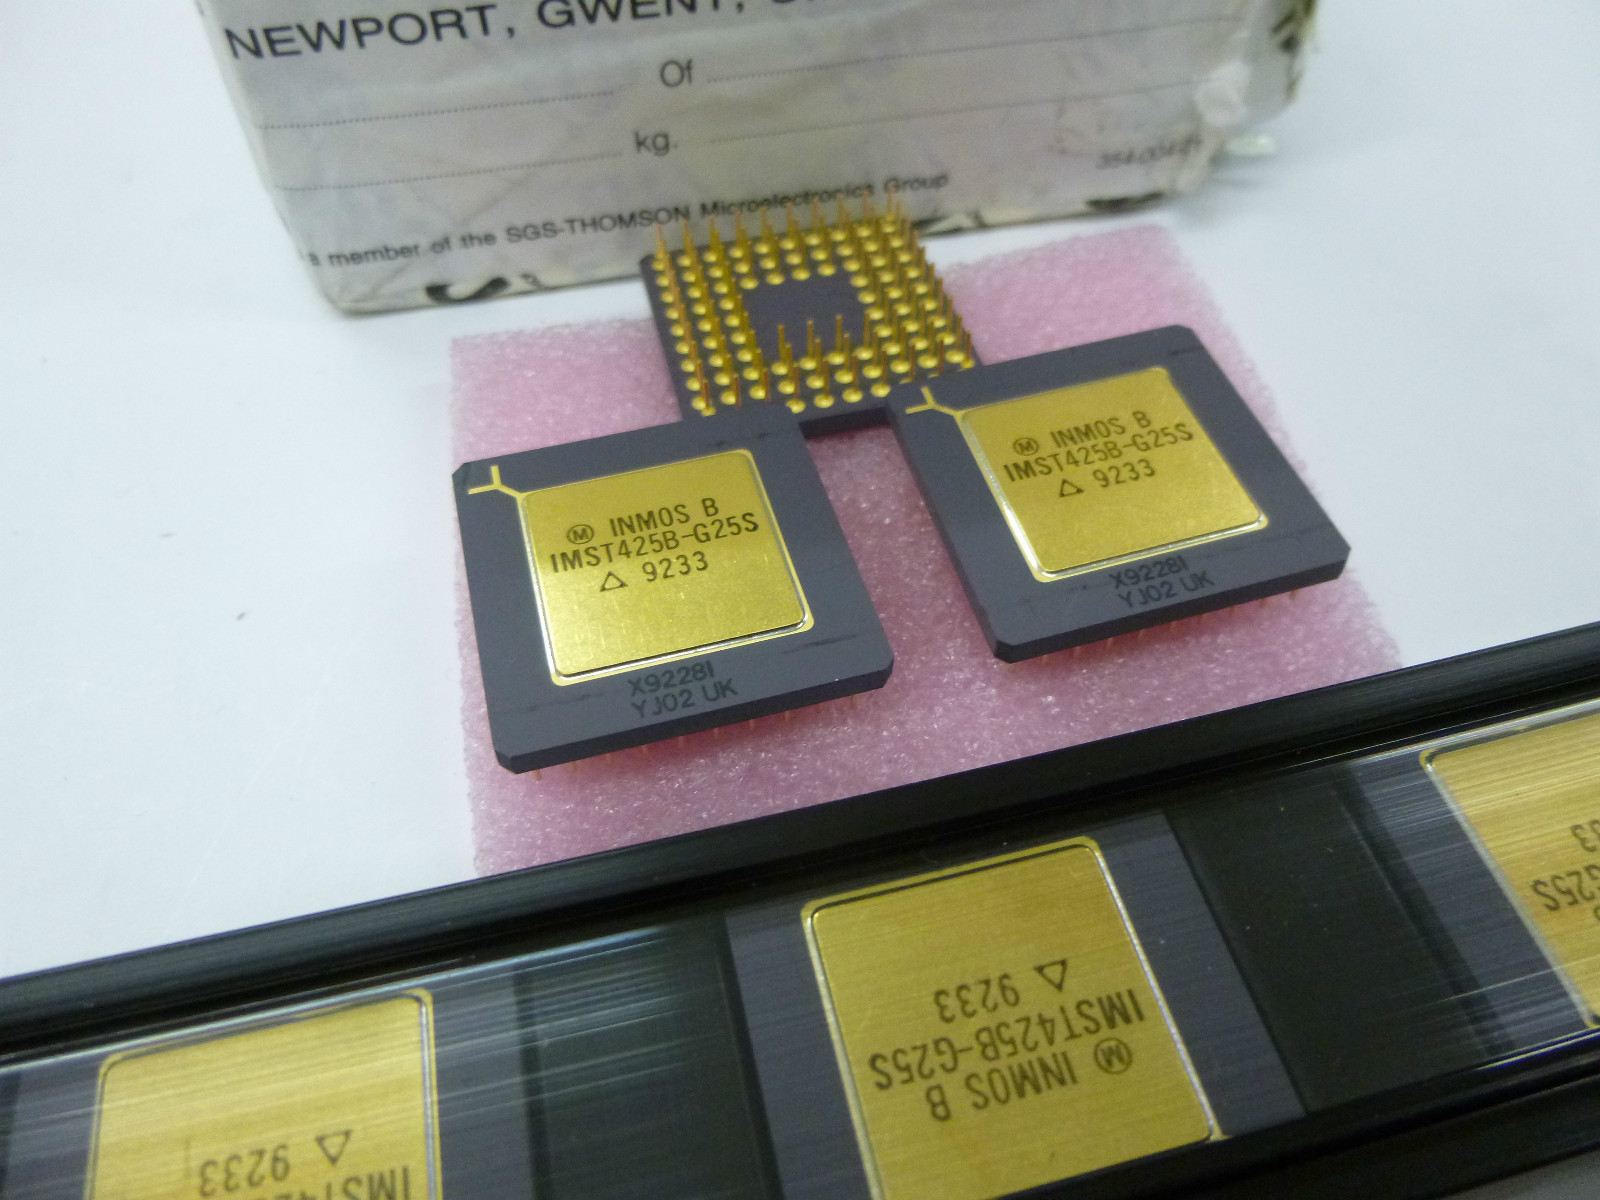 NEWPORT, GWENT,
Of
kg.
a member of the SGS-THOMSON Microelectronics Group
Ⓜ INMOS B
IMST425B-G25S
△ 9233
X9228I
YJ02 UK
Ⓜ INMOS B
IMST425B-G25S
△ 9233
X9228I
YJ02 UK
Ⓜ INMOS B
IMST425B-G25S
△ 9233
△ 9233
G25S